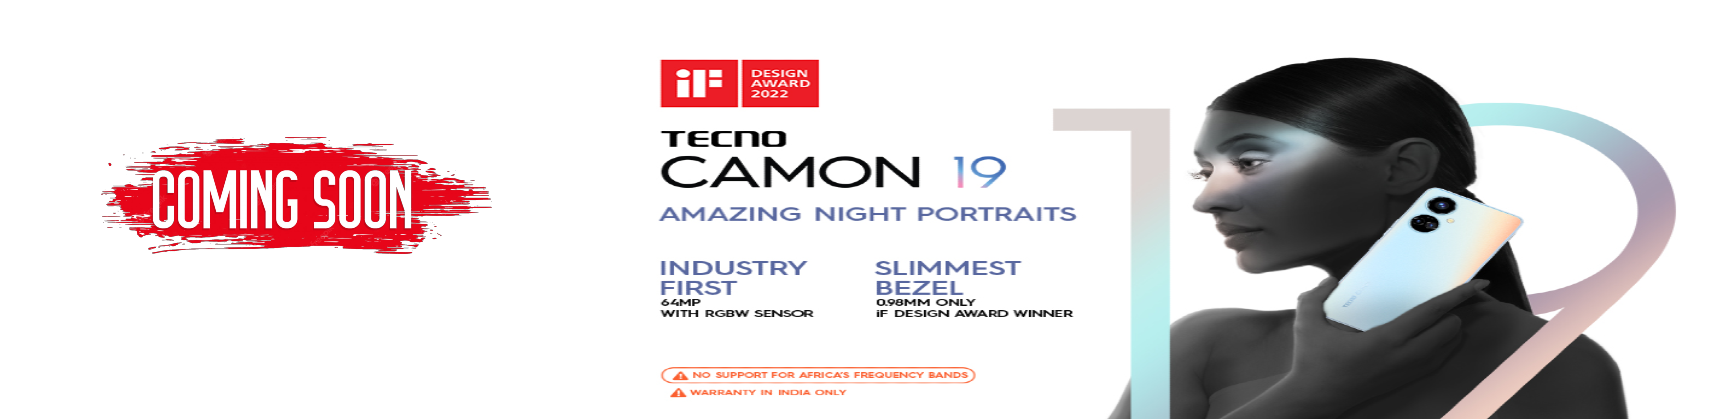 COMING SOON
iF DESIGN
AWARD
2022
TECNO
CAMON 19
AMAZING NIGHT PORTRAITS
INDUSTRY
FIRST
64MP
WITH RGBW SENSOR
SLIMMEST
BEZEL
0.98MM ONLY
iF DESIGN AWARD WINNER
NO SUPPORT FOR AFRICA'S FREQUENCY BANDS
WARRANTY IN INDIA ONLY
19